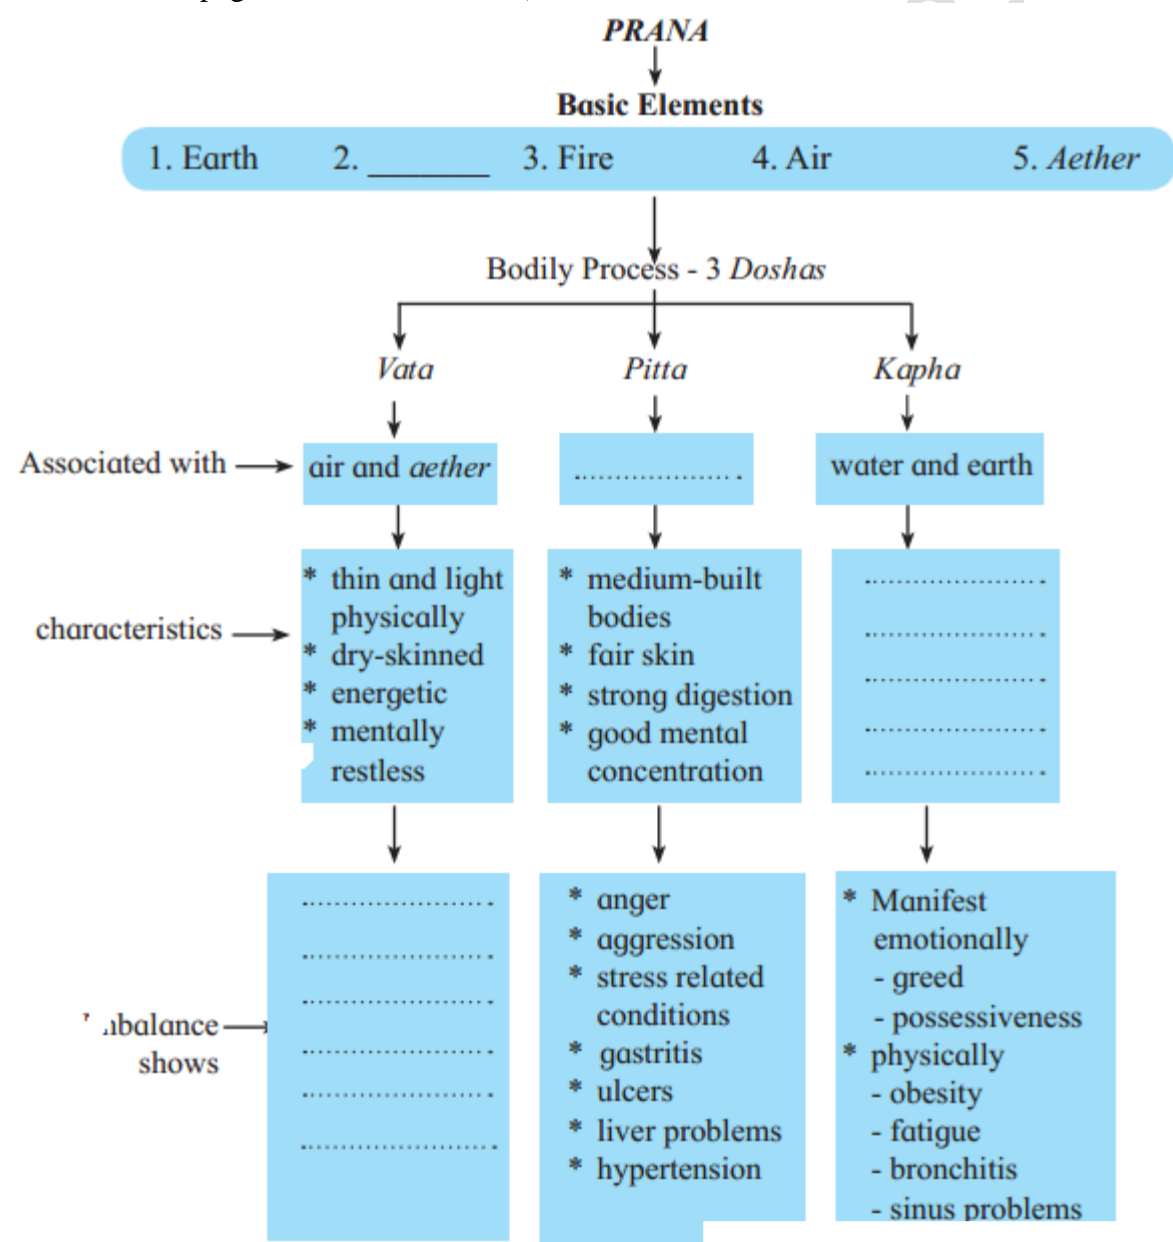 PRANA
Basic Elements
1. Earth 2. ________ 3. Fire 4. Air 5. Aether
Bodily Process - 3 Doshas
Vata Pitta Kapha
Associated with air and aether ..................... water and earth
characteristics
* thin and light
physically
* dry-skinned
* energetic
* mentally
restless
* medium-built
bodies
* fair skin
* strong digestion
* good mental
concentration
.......................
.......................
.......................
.......................
.......................
shows
.......................
.......................
.......................
.......................
.......................
.......................
* anger
* aggression
* stress related
conditions
* gastritis
* ulcers
* liver problems
* hypertension
* Manifest
emotionally
- greed
- possessiveness
* physically
- obesity
- fatigue
- bronchitis
- sinus problems